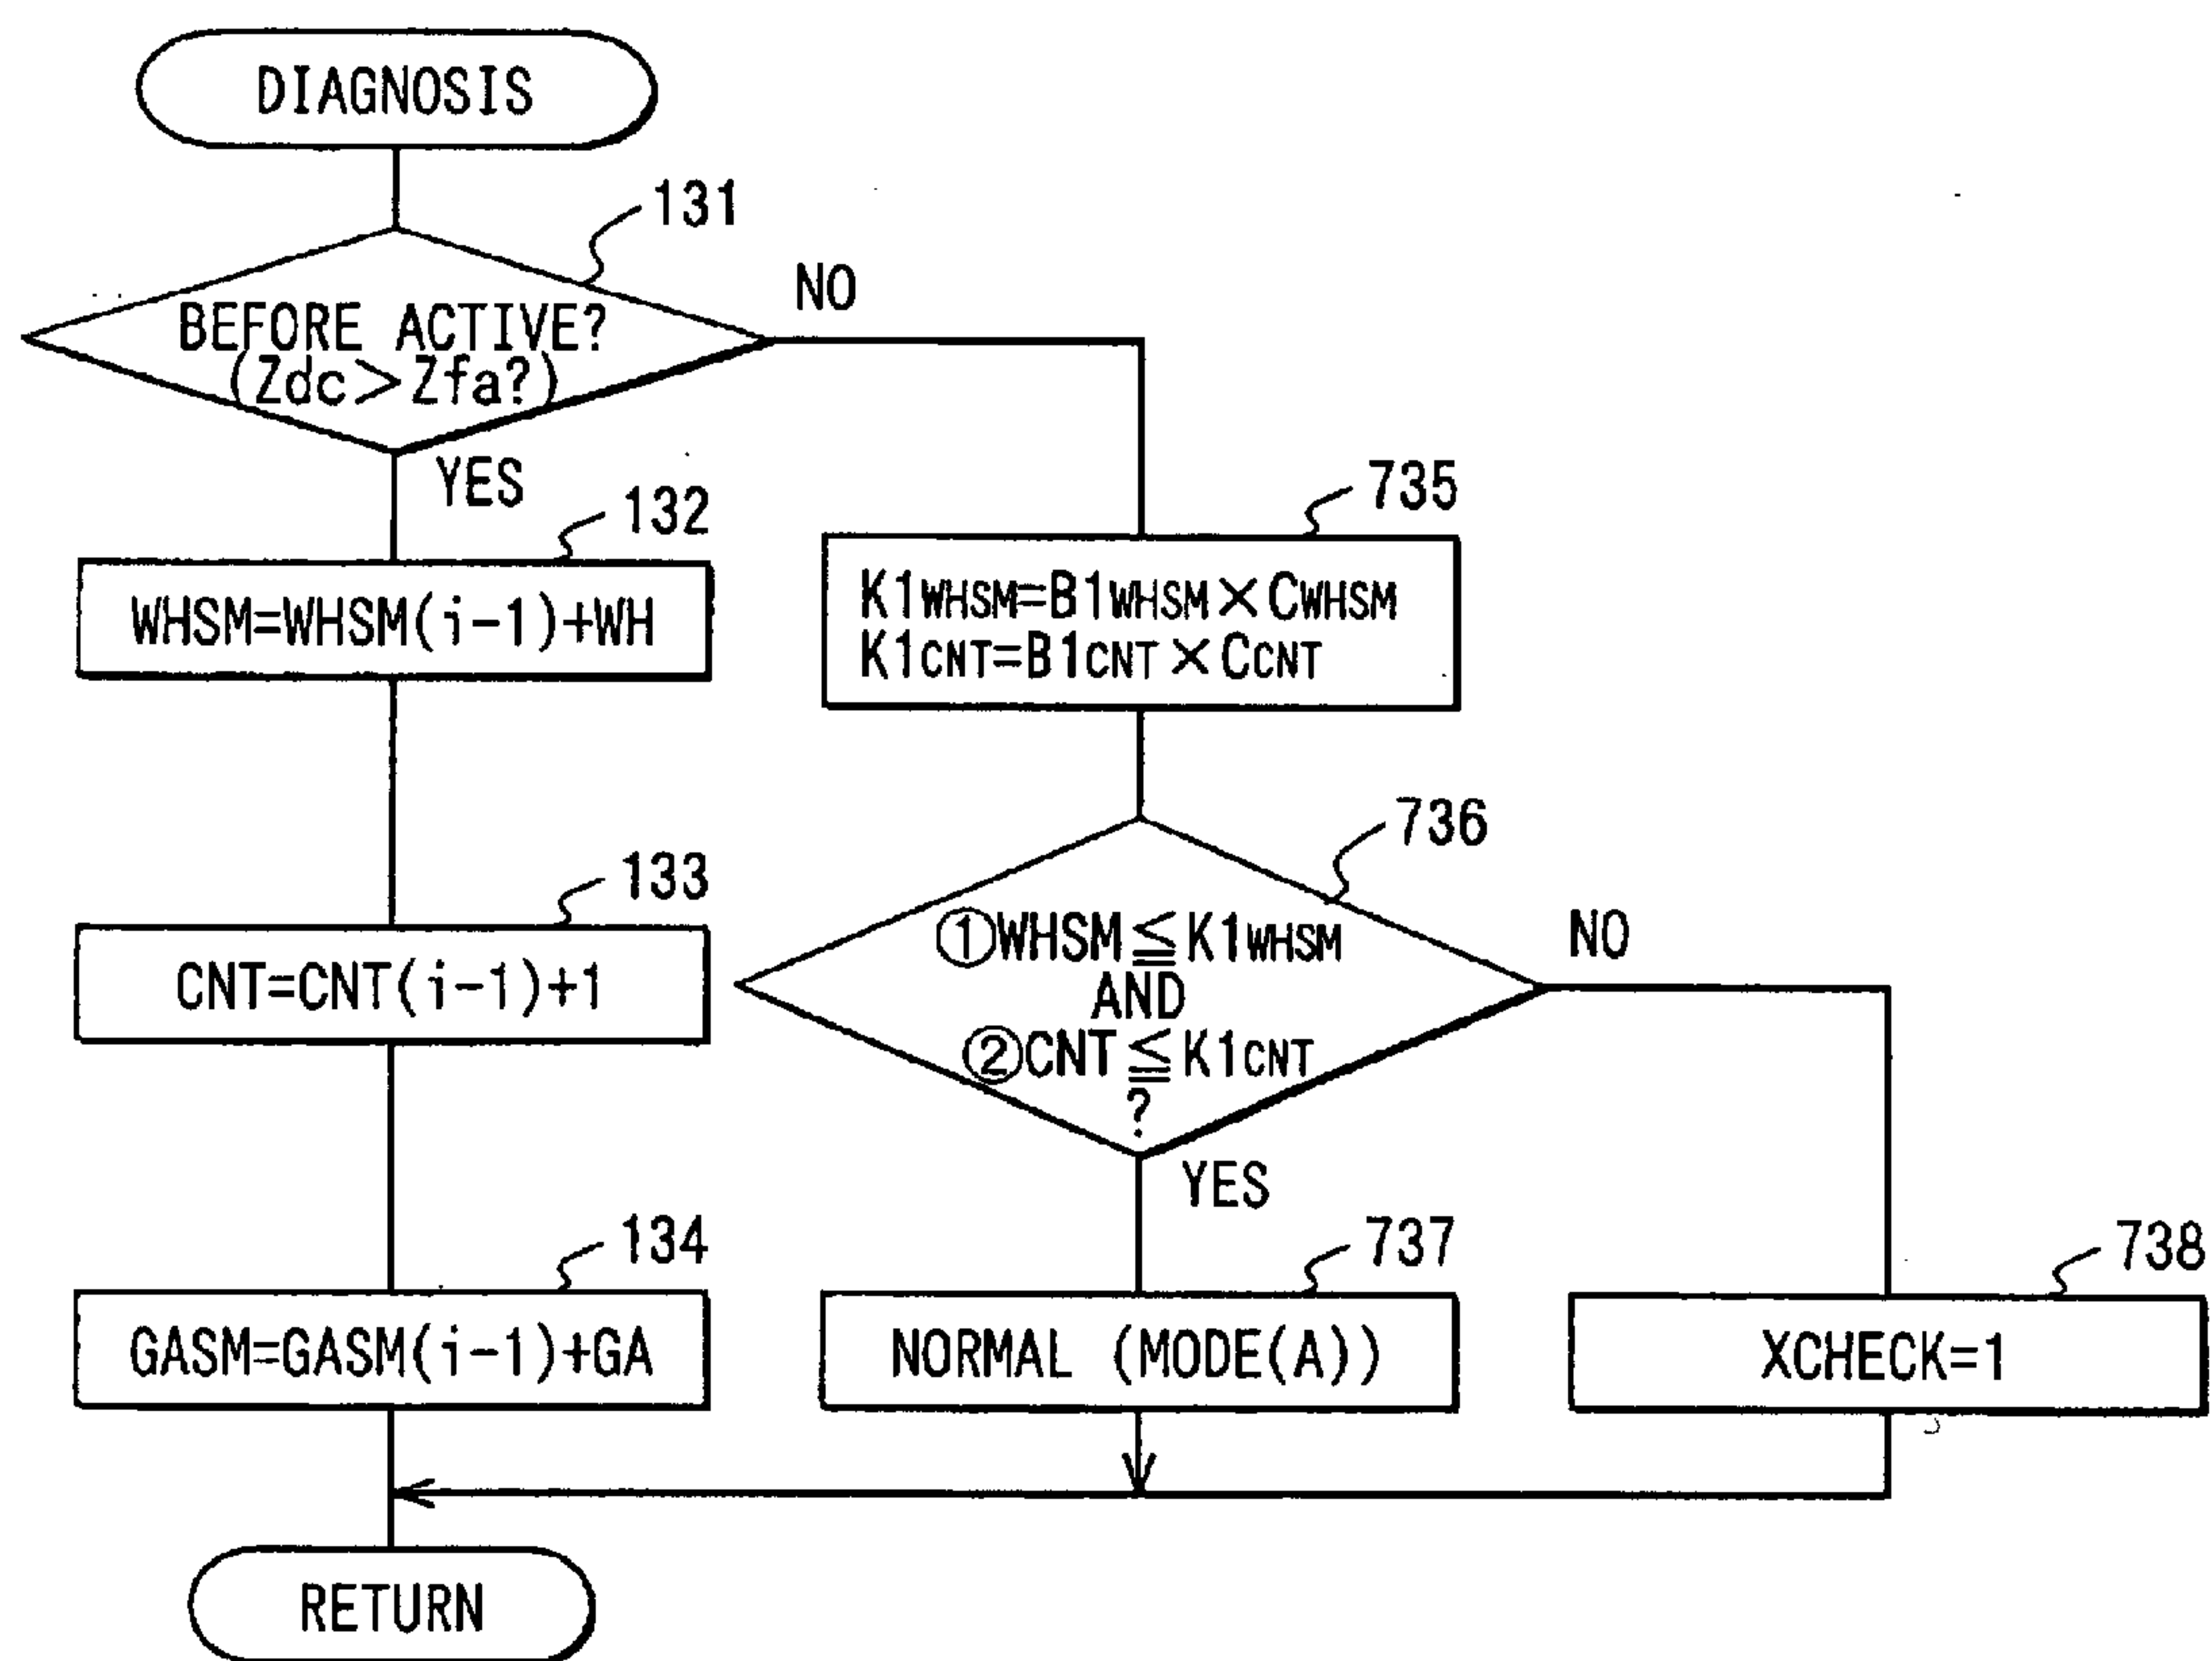 DIAGNOSIS
131
BEFORE ACTIVE?
(Zdc>Zfa?)
NO
YES
132
WHSM=WHSM(i-1)+WH
133
CNT=CNT(i-1)+1
134
GASM=GASM(i-1)+GA
735
K1WHSM=B1WHSM×CWHSM
K1CNT=B1CNT×CCNT
736
①WHSM≦K1WHSM
AND
②CNT≦K1CNT
?
NO
YES
737
NORMAL (MODE(A))
738
XCHECK=1
RETURN